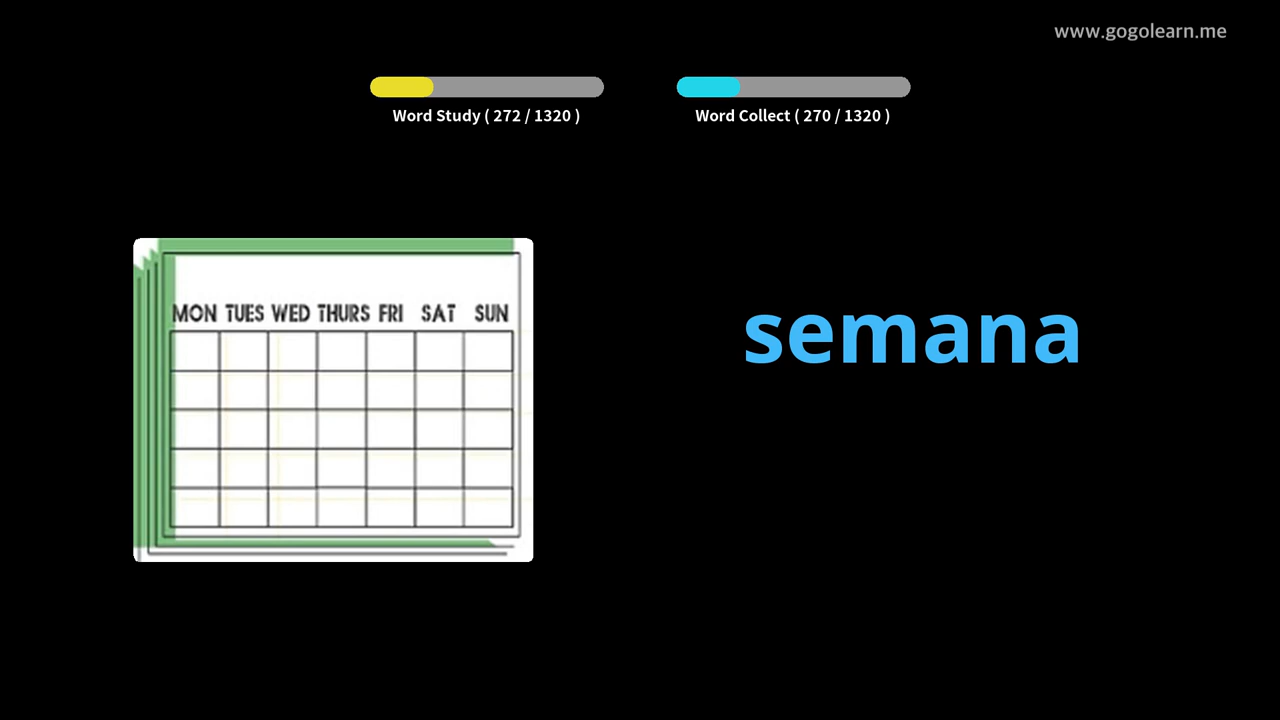 www.gogolearn.me
Word Study ( 272 / 1320 )
Word Collect ( 270 / 1320 )
MON TUES WED THURS FRI SAT SUN
semana